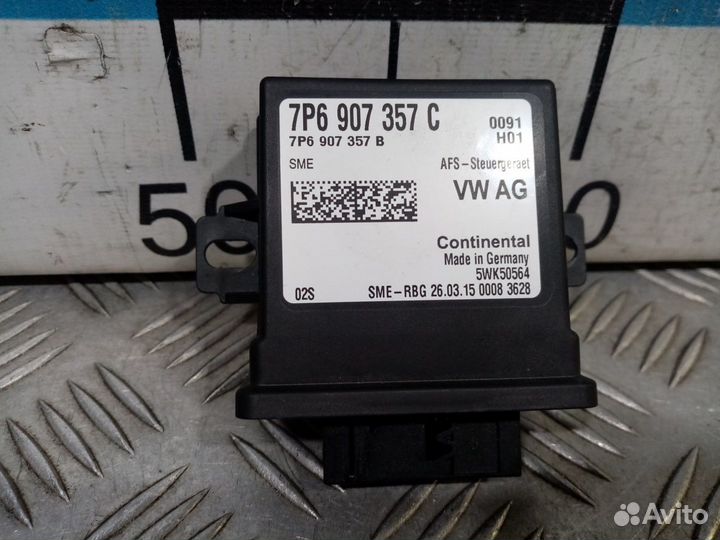 7P6 907 357 C
0091
7P6 907 357 B
H01
SME
AFS-Steuergeraet
VW AG
Continental
Made in Germany
5WK50564
02S
SME-RBG 26.03.15 0008 3628
Avito